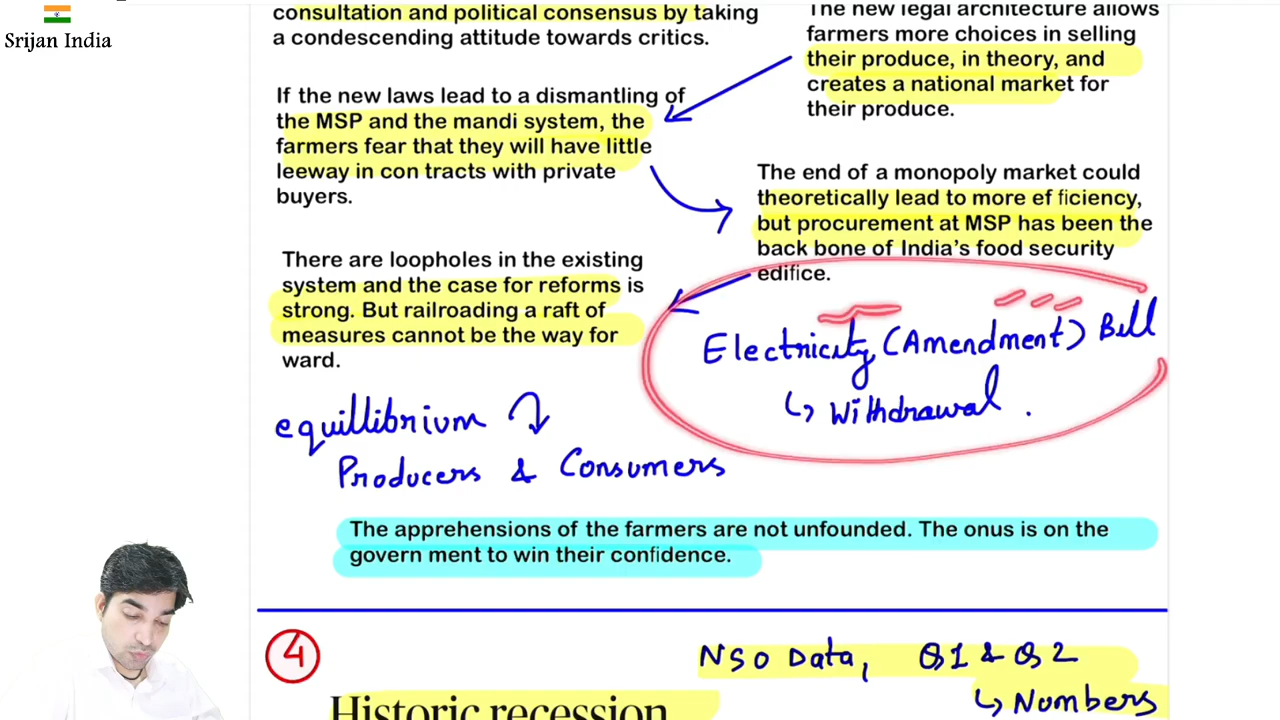 Srijan India
consultation and political consensus by taking
a condescending attitude towards critics.
The new legal architecture allows
farmers more choices in selling
their produce, in theory, and
creates a national market for
their produce.
If the new laws lead to a dismantling of
the MSP and the mandi system, the
farmers fear that they will have little
leeway in con tracts with private
buyers.
The end of a monopoly market could
theoretically lead to more ef ficiency,
but procurement at MSP has been the
back bone of India's food security
edifice.
There are loopholes in the existing
system and the case for reforms is
strong. But railroading a raft of
measures cannot be the way for
ward.
Electricity (Amendment) Bill
↳ Withdrawal .
equillibrium
Producers & Consumers
The apprehensions of the farmers are not unfounded. The onus is on the
govern ment to win their confidence.
4
NSO Data, Q1 & Q2
↳ Numbers
Historic recession